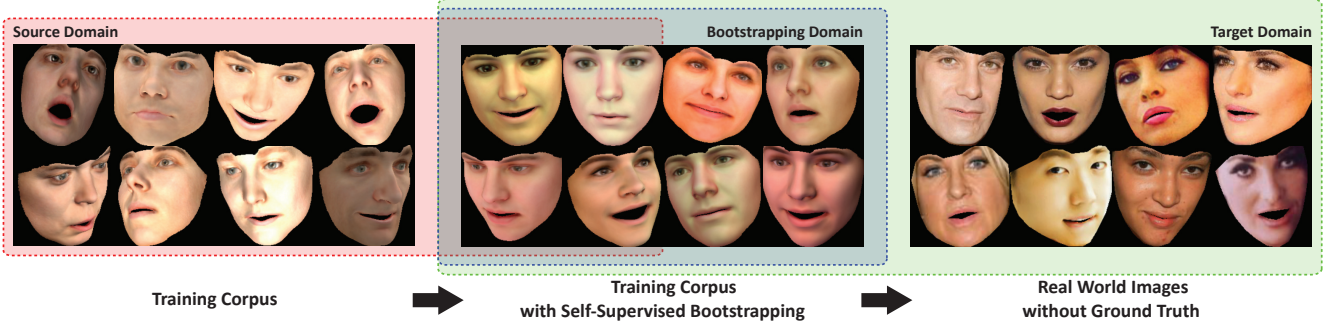 Source Domain
Bootstrapping Domain
Target Domain
Training Corpus
Training Corpus
with Self-Supervised Bootstrapping
Real World Images
without Ground Truth